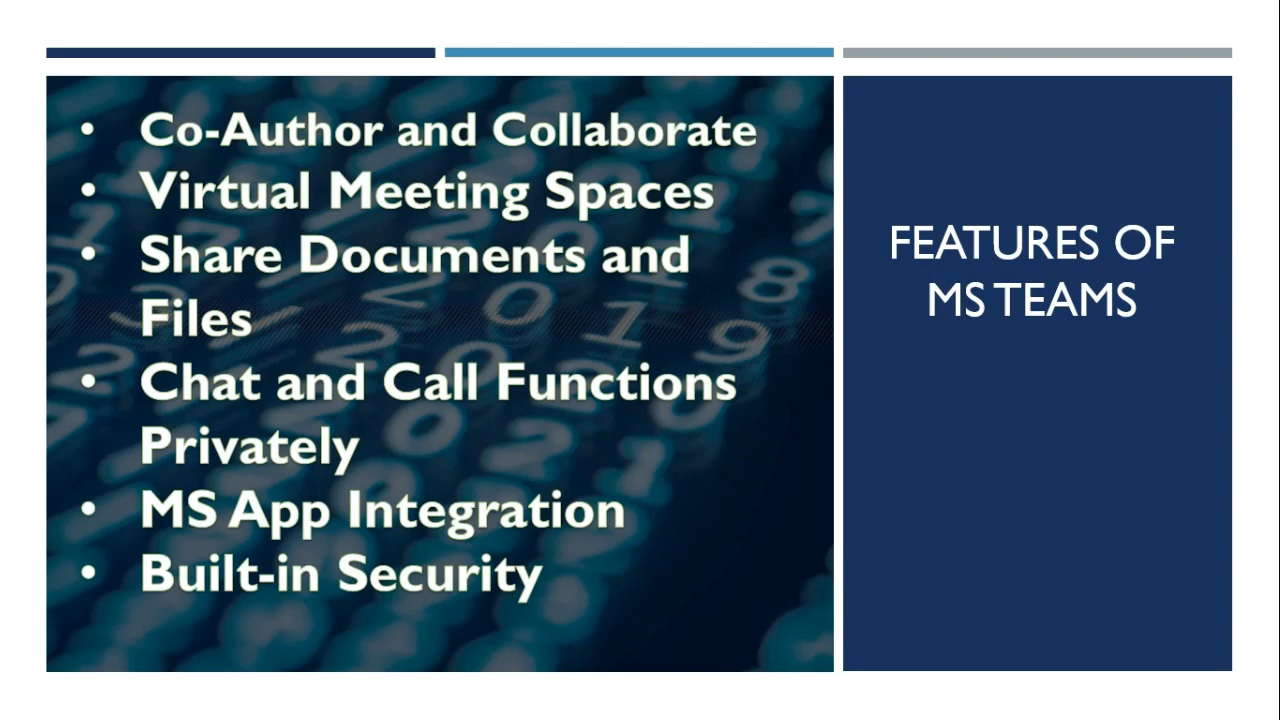 • Co-Author and Collaborate
• Virtual Meeting Spaces
• Share Documents and
Files
• Chat and Call Functions
Privately
• MS App Integration
• Built-in Security
FEATURES OF
MS TEAMS